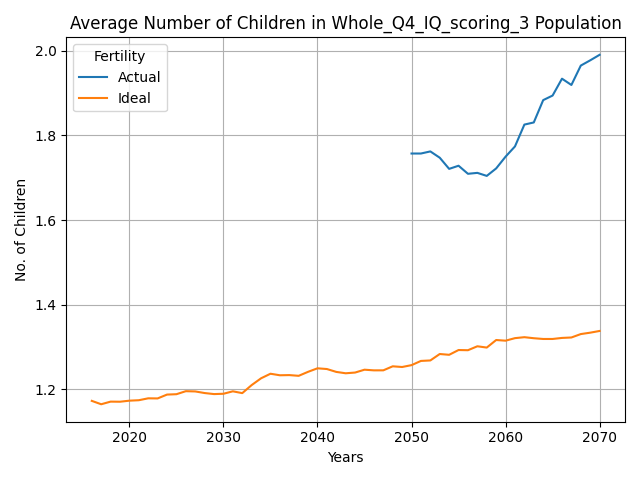 Average Number of Children in Whole_Q4_IQ_scoring_3 Population
Fertility
Actual
Ideal
2.0
1.8
1.6
1.4
1.2
No. of Children
2020 2030 2040 2050 2060 2070
Years